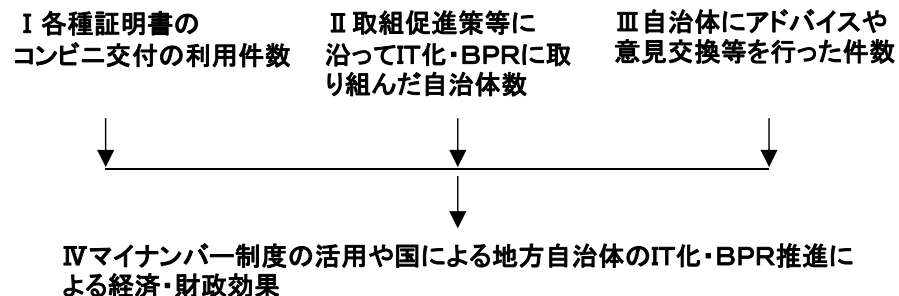 Ⅰ各種証明書の
コンビニ交付の利用件数
Ⅱ取組促進策等に
沿ってIT化・BPRに取
り組んだ自治体数
Ⅲ自治体にアドバイスや
意見交換等を行った件数
Ⅳマイナンバー制度の活用や国による地方自治体のIT化・BPR推進に
よる経済・財政効果